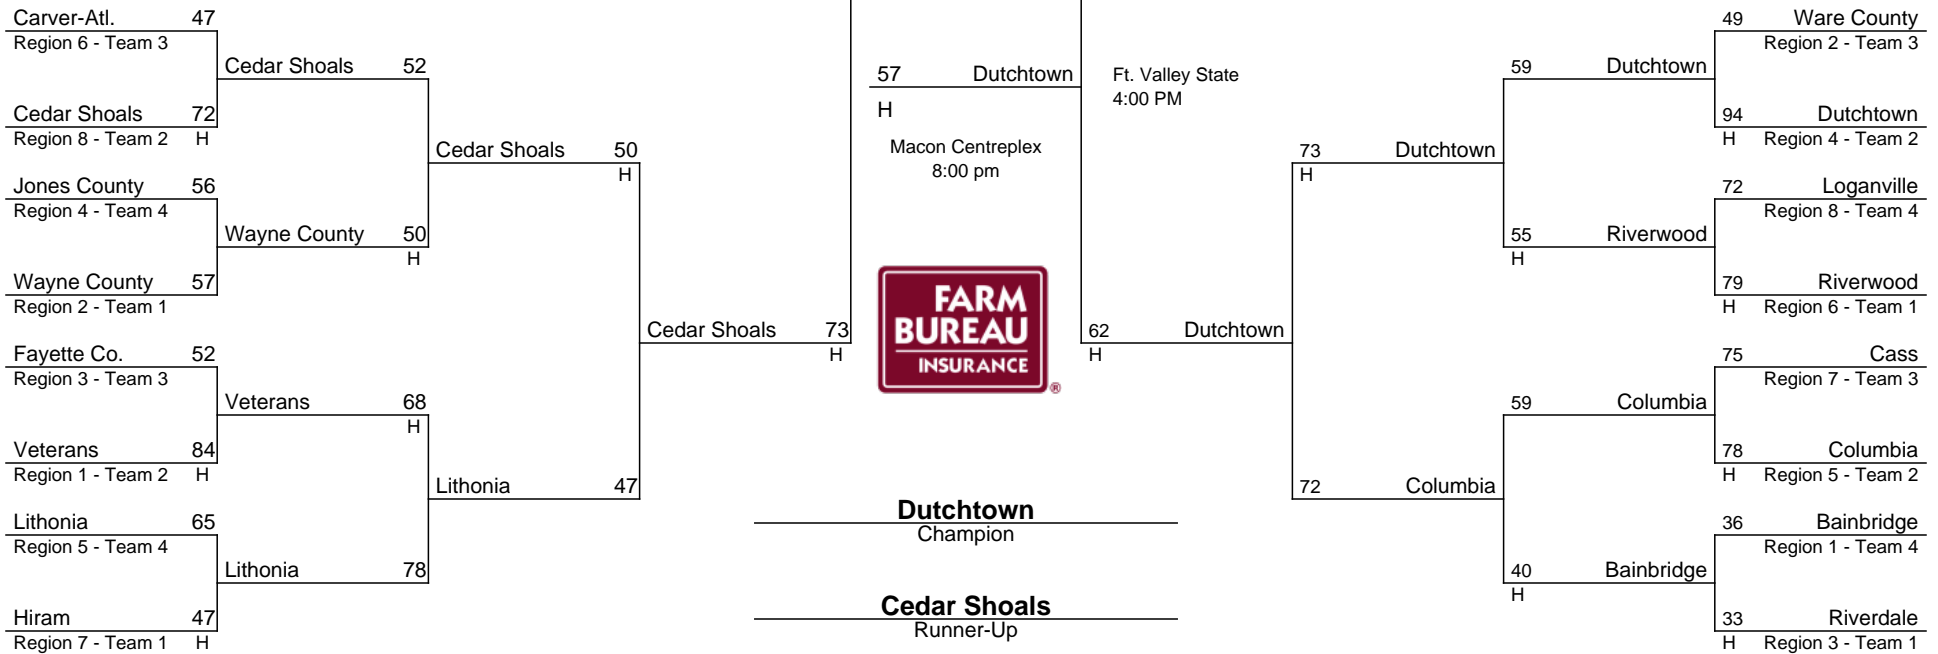 Carver-Atl. 47
Region 6 - Team 3
Cedar Shoals 52
Cedar Shoals 72
Region 8 - Team 2 H
Cedar Shoals 50
H
Jones County 56
Region 4 - Team 4
Wayne County 50
H
Wayne County 57
Region 2 - Team 1
Cedar Shoals 73
H
Fayette Co. 52
Region 3 - Team 3
Veterans 68
H
Veterans 84
Region 1 - Team 2 H
Lithonia 47
Lithonia 65
Region 5 - Team 4
Lithonia 78
Hiram 47
Region 7 - Team 1 H
57 Dutchtown
H
Macon Centreplex
8:00 pm
Ft. Valley State
4:00 PM
FARM
BUREAU
INSURANCE
®
Dutchtown
Champion
Cedar Shoals
Runner-Up
62 Dutchtown
H
73 Dutchtown
H
72 Columbia
59 Dutchtown
55 Riverwood
H
59 Columbia
40 Bainbridge
H
49 Ware County
Region 2 - Team 3
94 Dutchtown
H Region 4 - Team 2
72 Loganville
Region 8 - Team 4
79 Riverwood
H Region 6 - Team 1
75 Cass
Region 7 - Team 3
78 Columbia
H Region 5 - Team 2
36 Bainbridge
Region 1 - Team 4
33 Riverdale
H Region 3 - Team 1